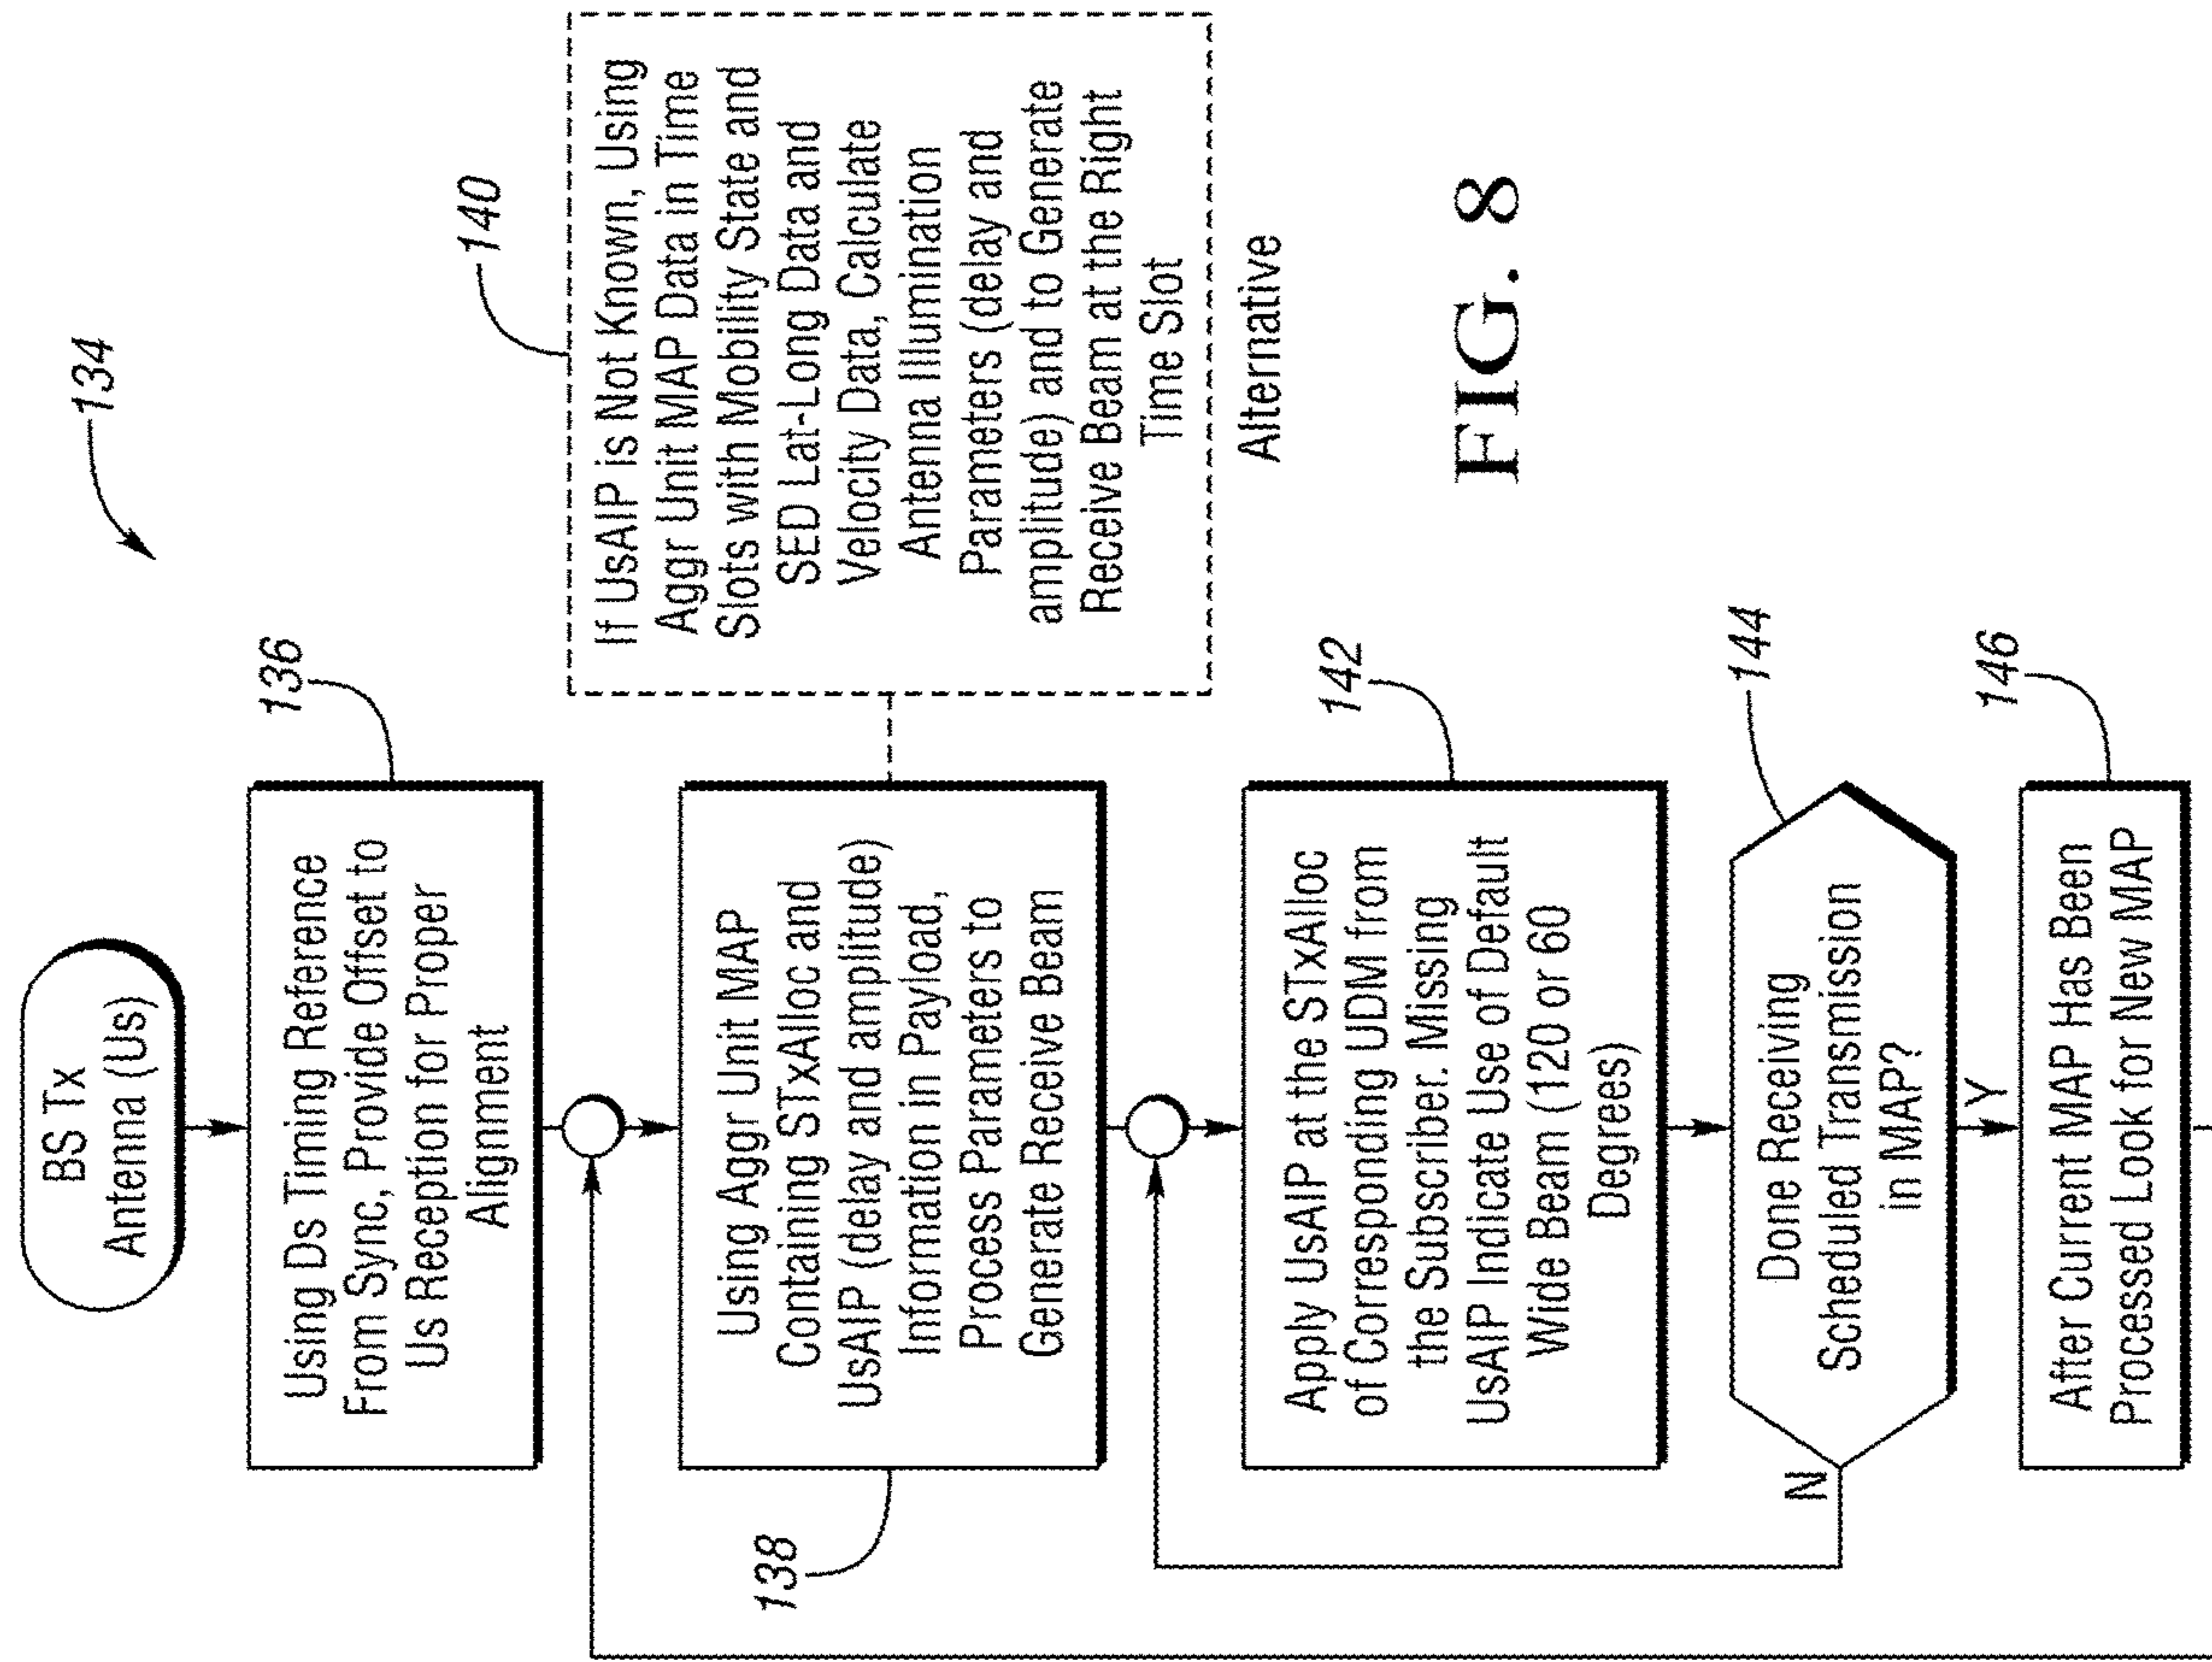 134
BS Tx
Antenna (Us)
136
Using Ds Timing Reference
From Sync, Provide Offset to
Us Reception for Proper
Alignment
138
Using Aggr Unit MAP
Containing STxAlloc and
UsAIP (delay and amplitude)
Information in Payload,
Process Parameters to
Generate Receive Beam
140
If UsAIP is Not Known, Using
Aggr Unit MAP Data in Time
Slots with Mobility State and
SED Lat-Long Data and
Velocity Data, Calculate
Antenna Illumination
Parameters (delay and
amplitude) and to Generate
Receive Beam at the Right
Time Slot
Alternative
142
Apply UsAIP at the STxAlloc
of Corresponding UDM from
the Subscriber. Missing
UsAIP Indicate Use of Default
Wide Beam (120 or 60
Degrees)
144
Done Receiving
Scheduled Transmission
in MAP?
N
Y
146
After Current MAP Has Been
Processed Look for New MAP
FIG. 8